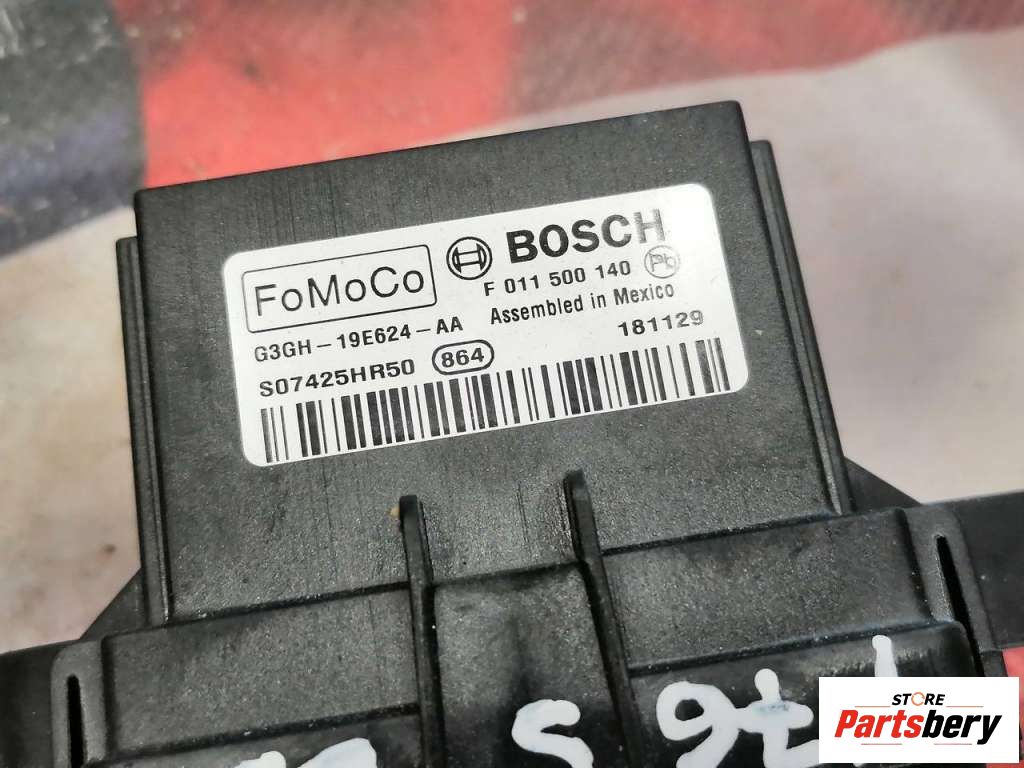 FoMoCo
BOSCH
F 011 500 140 Pb
G3GH-19E624-AA Assembled in Mexico
S07425HR50 864 181129
STORE
Partsbery